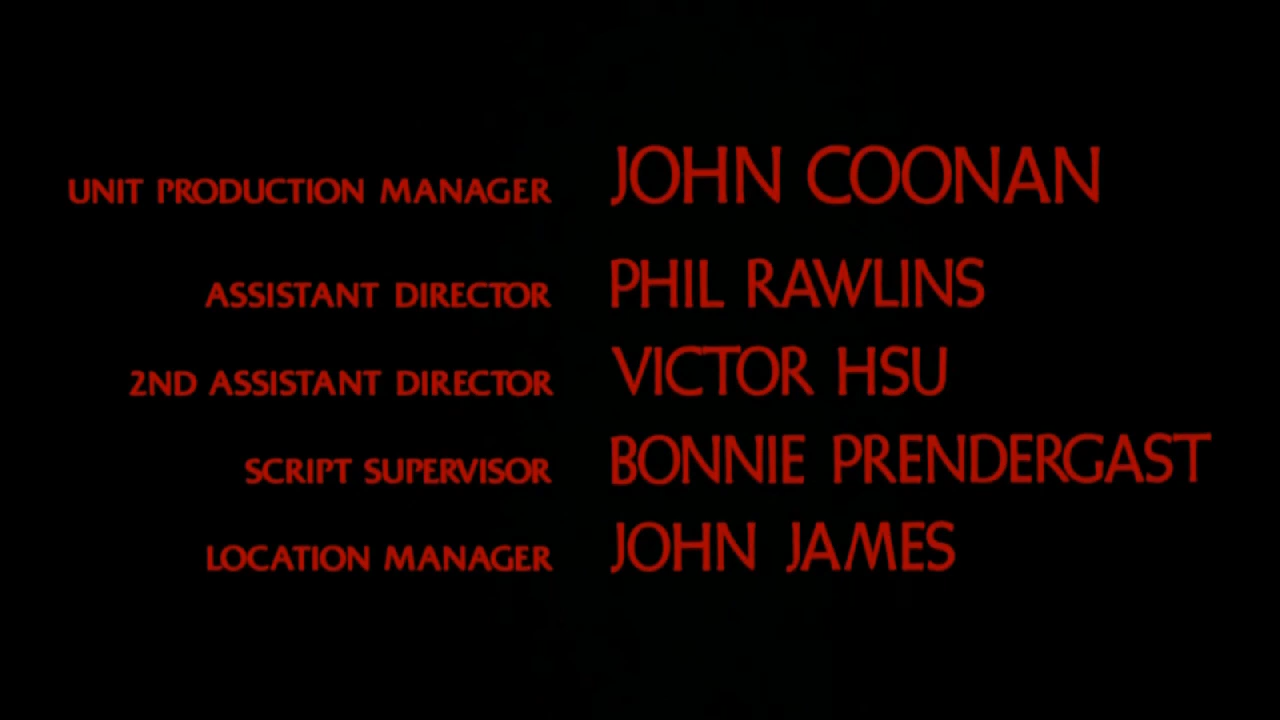 UNIT PRODUCTION MANAGER JOHN COONAN
ASSISTANT DIRECTOR PHIL RAWLINS
2ND ASSISTANT DIRECTOR VICTOR HSU
SCRIPT SUPERVISOR BONNIE PRENDERGAST
LOCATION MANAGER JOHN JAMES